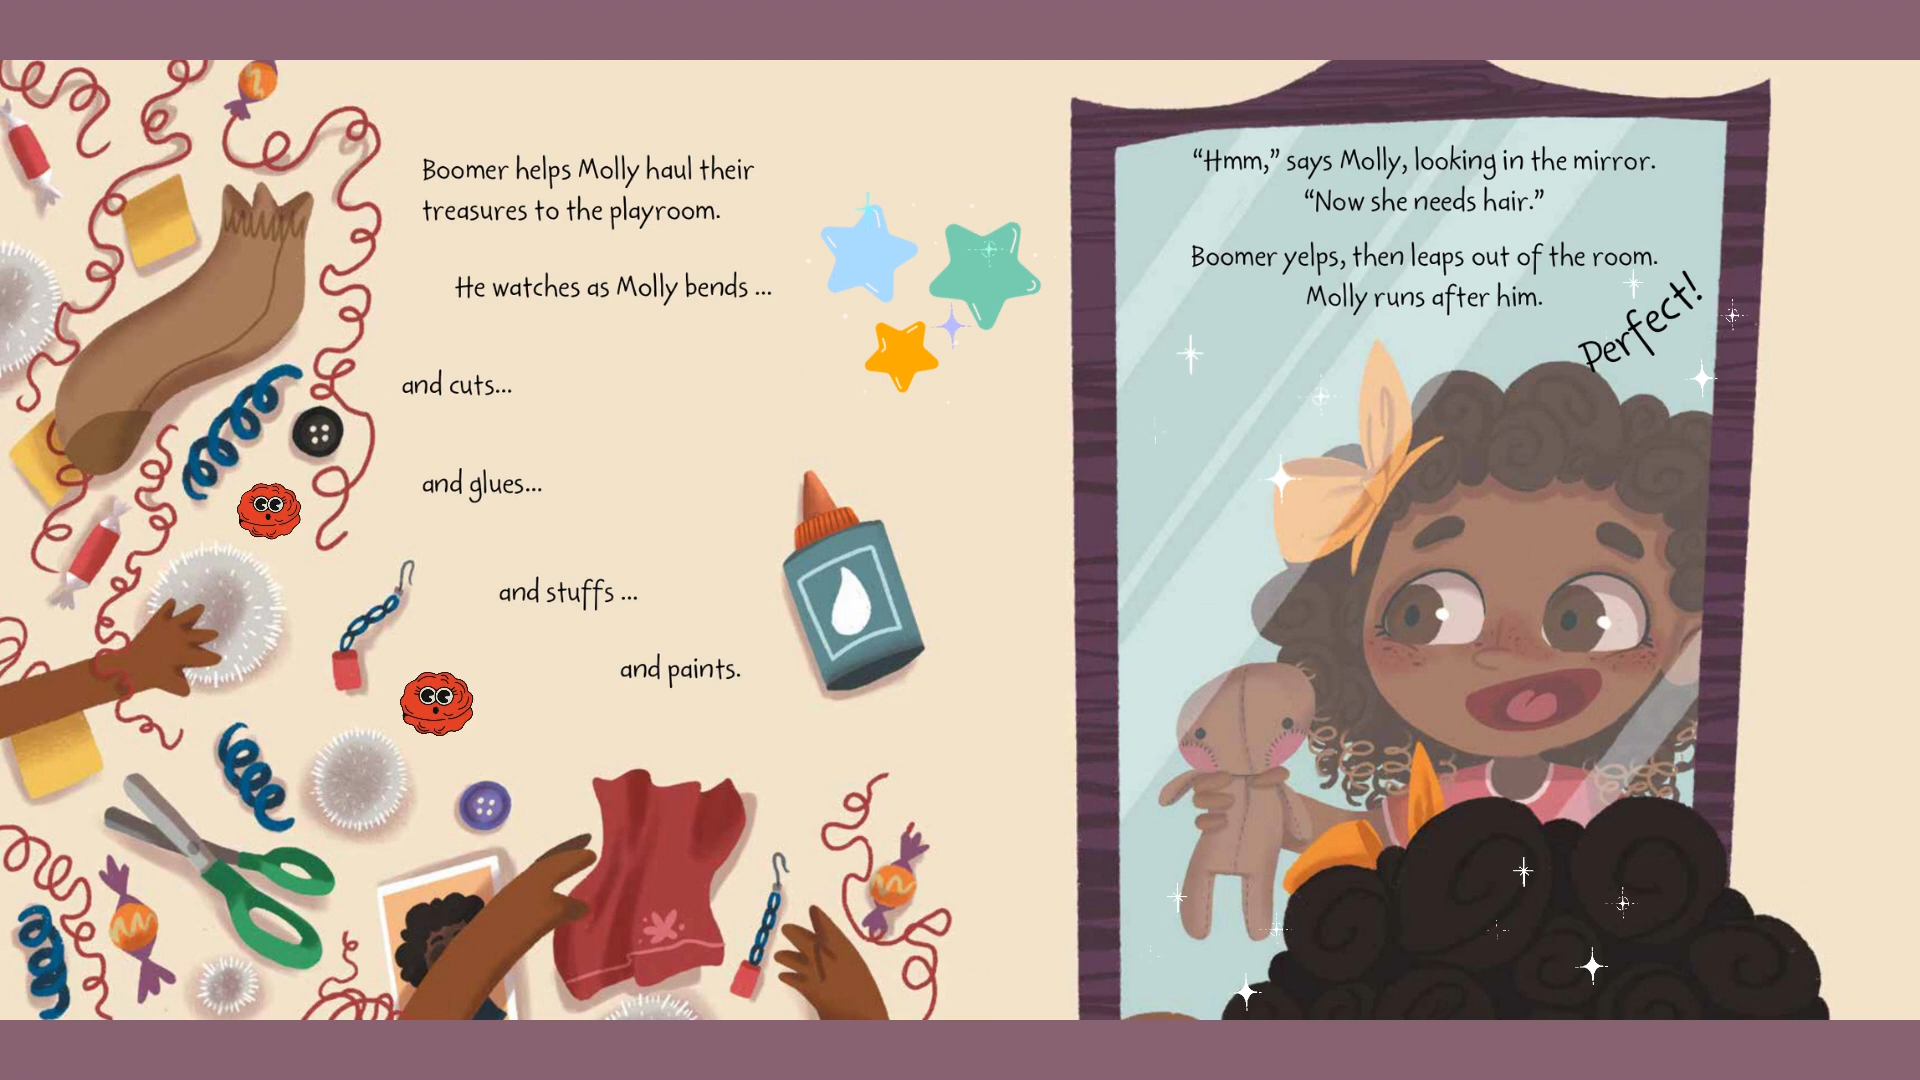 Boomer helps Molly haul their
treasures to the playroom.
He watches as Molly bends ...
and cuts...
and glues...
and stuffs ...
and paints.
“Hmm,” says Molly, looking in the mirror.
“Now she needs hair.”
Boomer yelps, then leaps out of the room.
Molly runs after him.
Perfect!